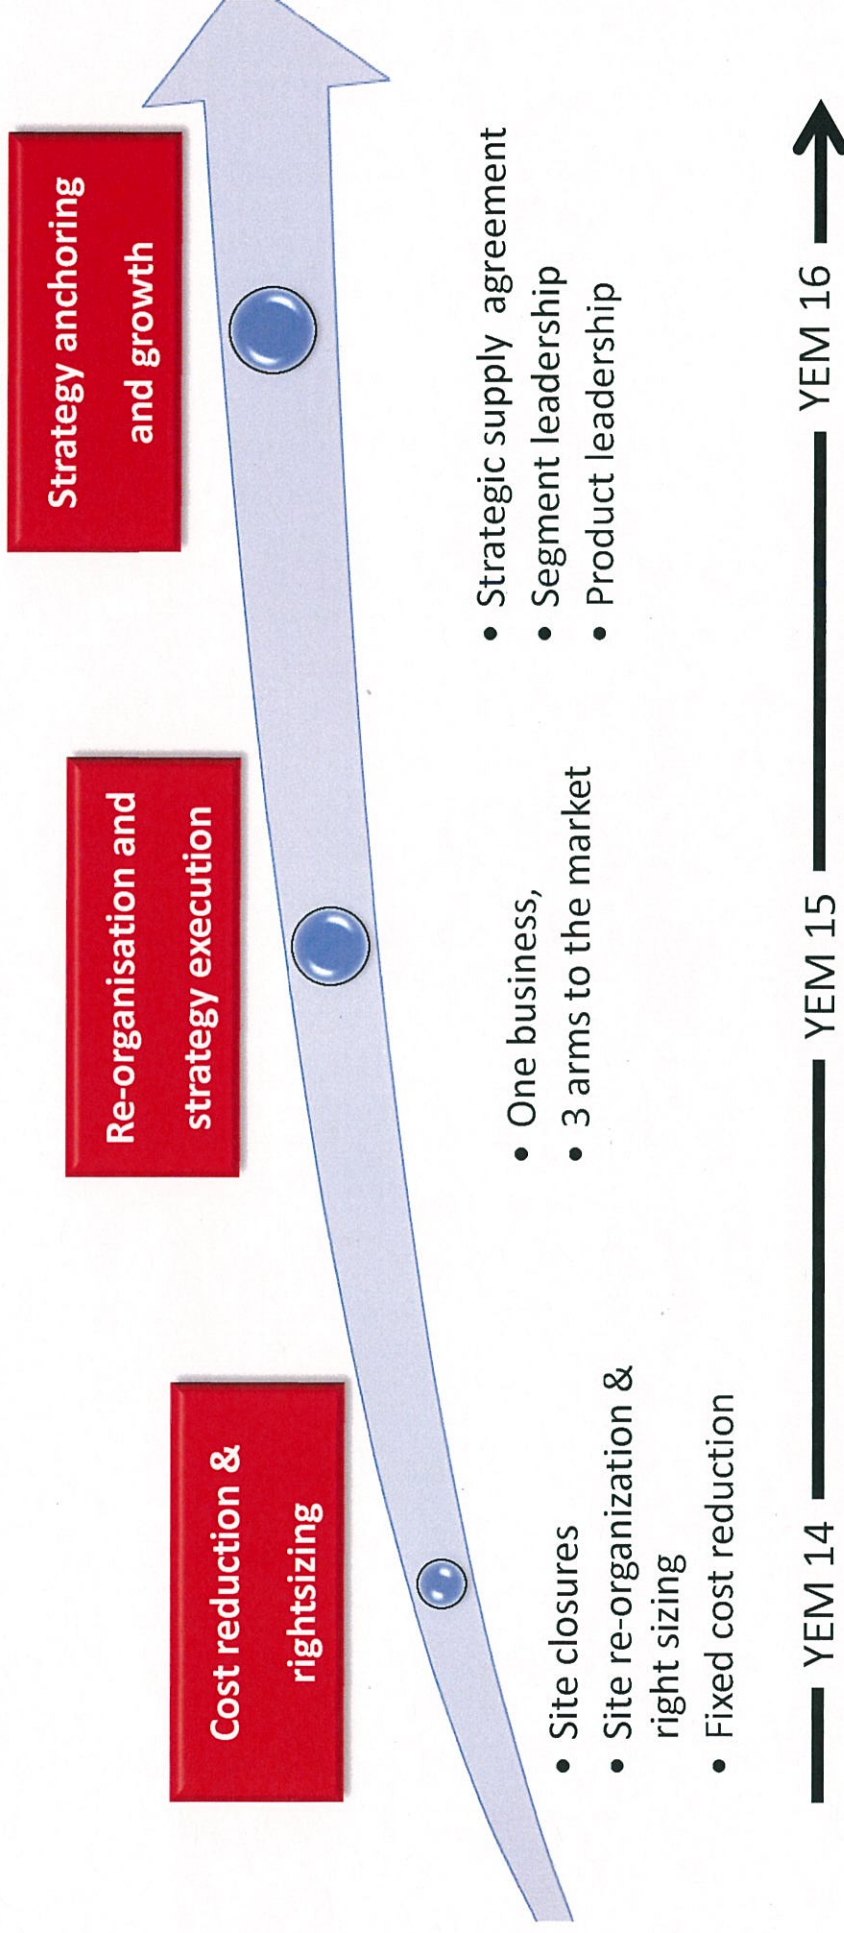 Cost reduction &
rightsizing
Re-organisation and
strategy execution
Strategy anchoring
and growth
• Site closures
• Site re-organization &
right sizing
• Fixed cost reduction
• One business,
• 3 arms to the market
• Strategic supply agreement
• Segment leadership
• Product leadership
YEM 14
YEM 15
YEM 16